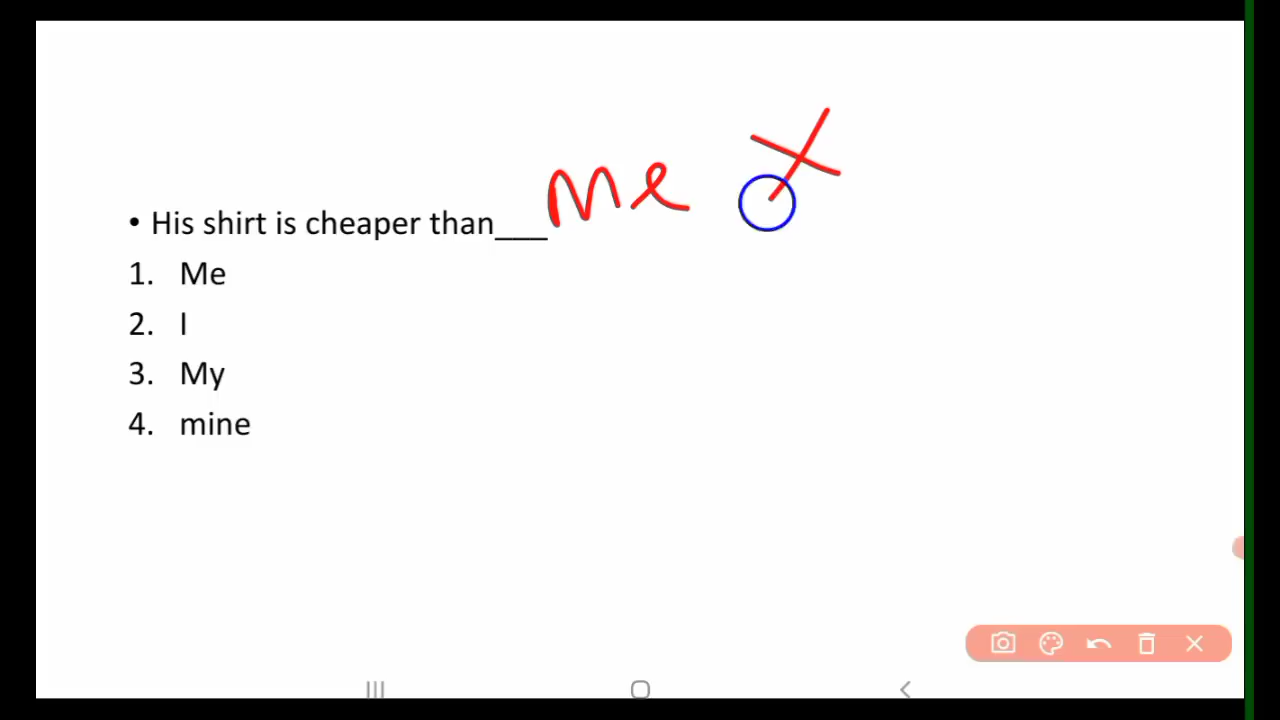 Me X
• His shirt is cheaper than___
1. Me
2. I
3. My
4. mine